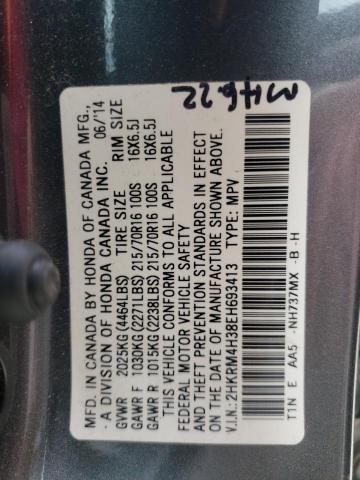 MH6.22
MFD. IN CANADA BY HONDA OF CANADA MFG.,
- A DIVISION OF HONDA CANADA INC. 06/'14
GVWR 2025KG (4464LBS) TIRE SIZE RIM SIZE
GAWR F 1030KG (2271LBS) 215/70R16 100S 16X6.5J
GAWR R 1015KG (2238LBS) 215/70R16 100S 16X6.5J
THIS VEHICLE CONFORMS TO ALL APPLICABLE
FEDERAL MOTOR VEHICLE SAFETY
AND THEFT PREVENTION STANDARDS IN EFFECT
ON THE DATE OF MANUFACTURE SHOWN ABOVE.
V.I.N.: 2HKRM4H38EH693413 TYPE: MPV
T1N E AA5 -NH737MX -B -H